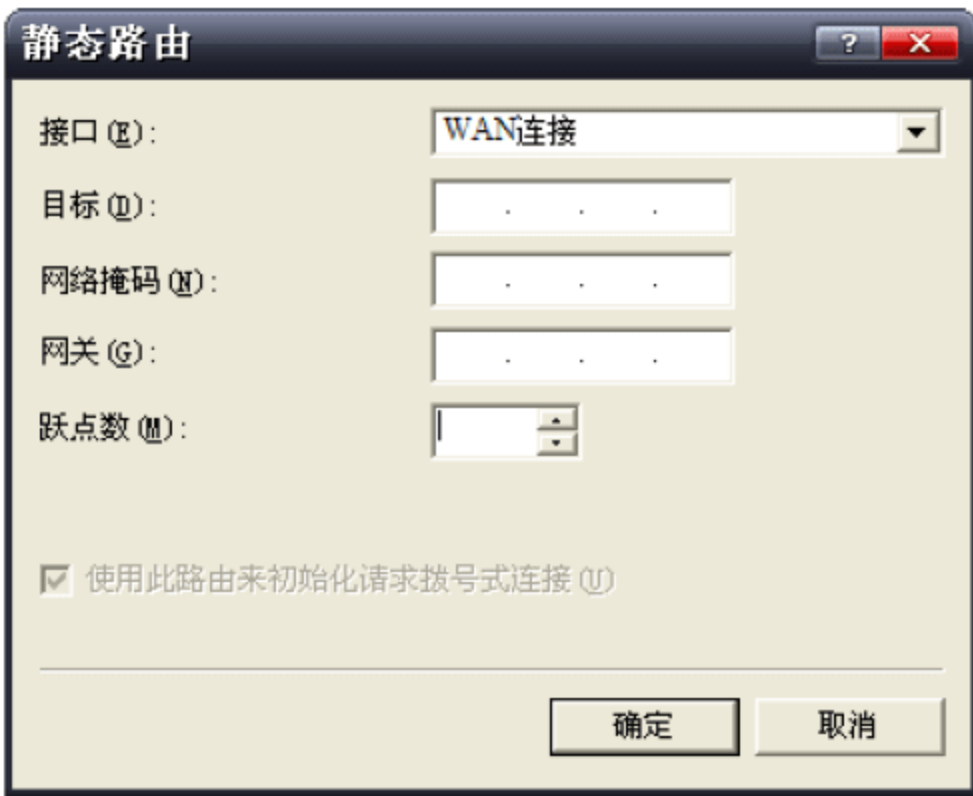 静态路由
接口(E): WAN连接
目标(D): . . .
网络掩码(N): . . .
网关(G): . . .
跃点数(M):
使用此路由来初始化请求拨号式连接(U)
确定 取消